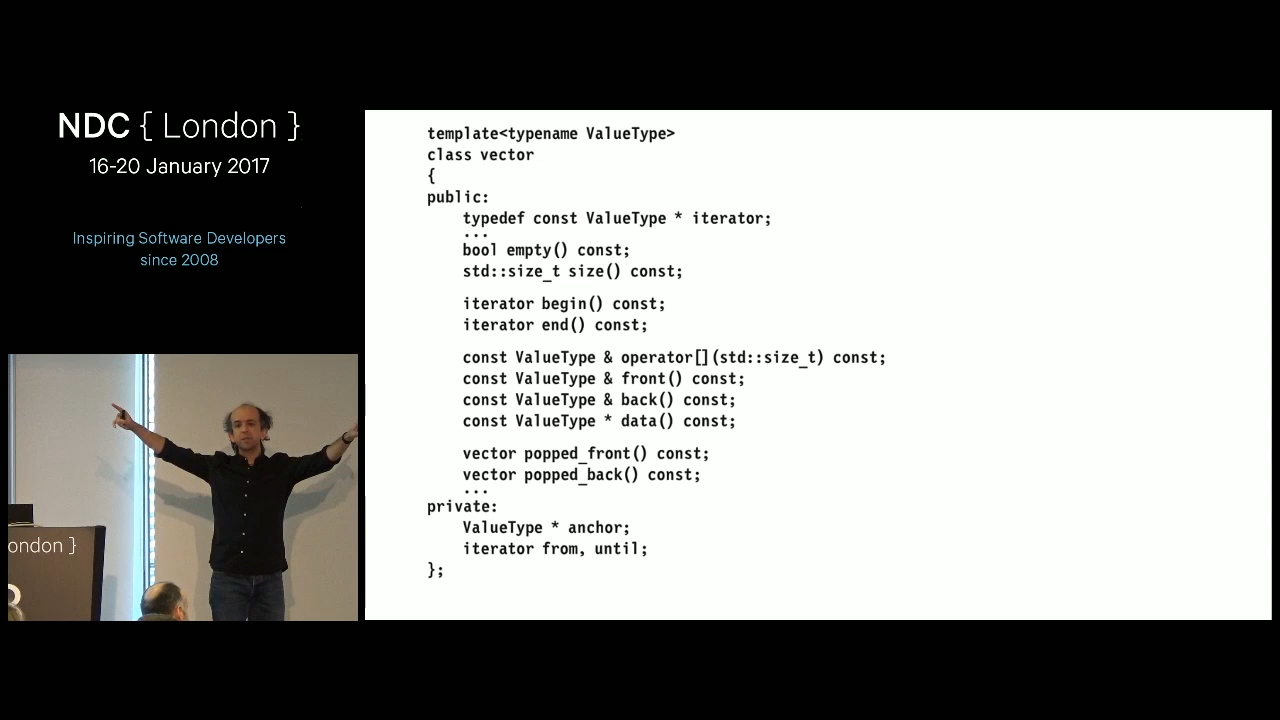 NDC { London }
16-20 January 2017
Inspiring Software Developers
since 2008
template<typename ValueType>
class vector
{
public:
typedef const ValueType * iterator;
...
bool empty() const;
std::size_t size() const;
iterator begin() const;
iterator end() const;
const ValueType & operator[](std::size_t) const;
const ValueType & front() const;
const ValueType & back() const;
const ValueType * data() const;
vector popped_front() const;
vector popped_back() const;
...
private:
ValueType * anchor;
iterator from, until;
};
ondon }